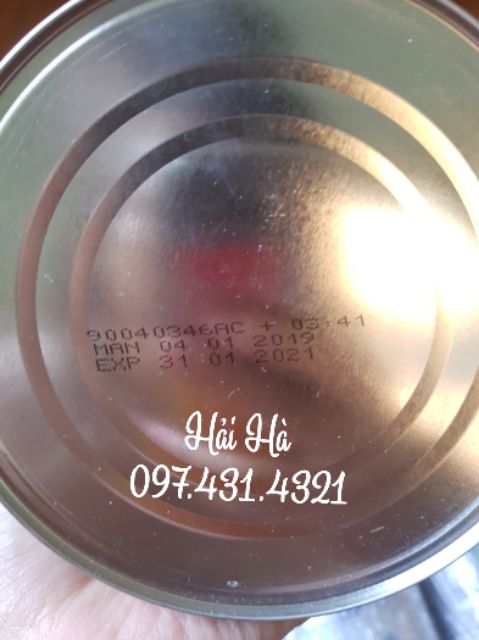 90040346AC + 03:41
MAN 04 01 2019
EXP 31 01 2021
Hải Hà
097.431.4321